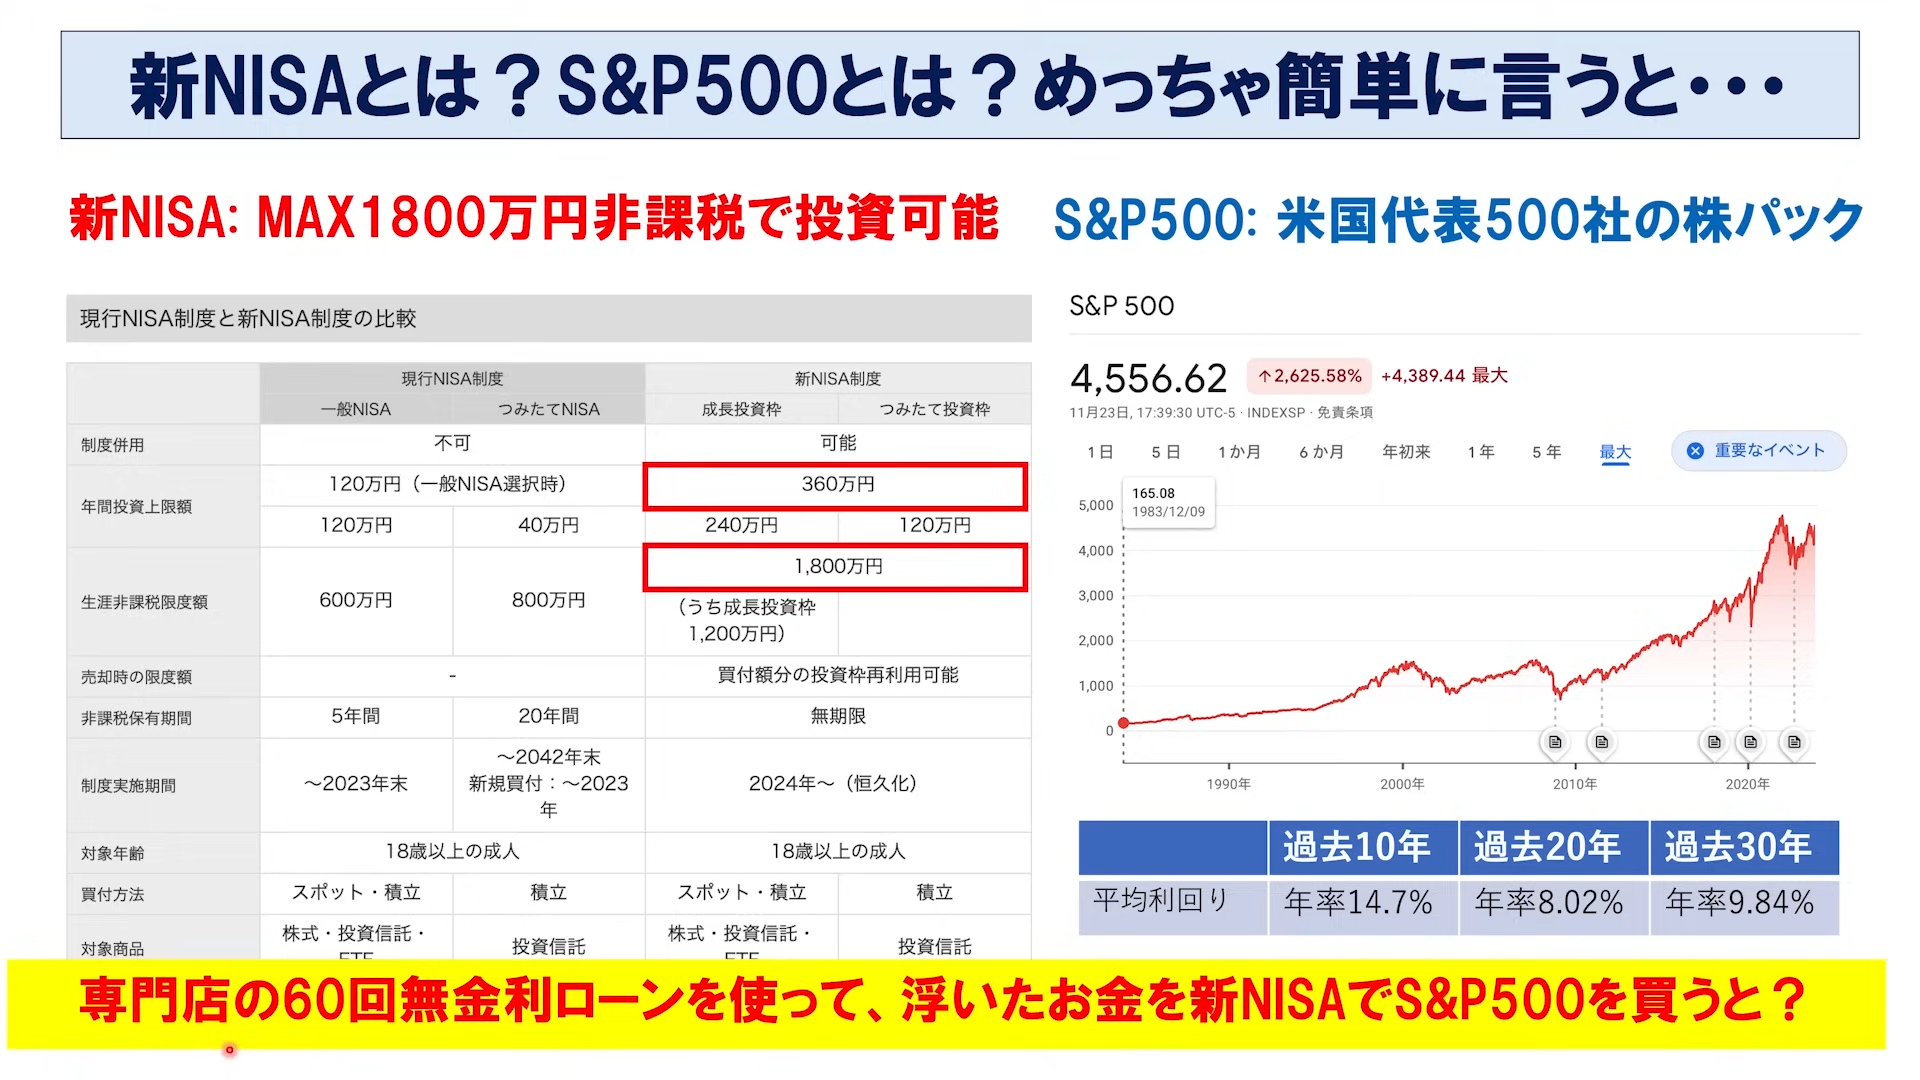 新NISAとは？S&P500とは？めっちゃ簡単に言うと・・・
新NISA: MAX1800万円非課税で投資可能
S&P500: 米国代表500社の株パック
現行NISA制度と新NISA制度の比較
現行NISA制度 新NISA制度
一般NISA つみたてNISA 成長投資枠 つみたて投資枠
制度併用 不可 可能
年間投資上限額
120万円（一般NISA選択時） 360万円
120万円 40万円 240万円 120万円
生涯非課税限度額
600万円 800万円
1,800万円
（うち成長投資枠
1,200万円）
売却時の限度額 - 買付額分の投資枠再利用可能
非課税保有期間 5年間 20年間 無期限
制度実施期間 ～2023年末
～2042年末
新規買付：～2023
年
2024年～（恒久化）
対象年齢 18歳以上の成人 18歳以上の成人
買付方法 スポット・積立 積立 スポット・積立 積立
対象商品
株式・投資信託・
ETF
投資信託
株式・投資信託・
ETF
投資信託
S&P 500
4,556.62 ↑2,625.58% +4,389.44 最大
11月23日, 17:39:30 UTC-5 · INDEXSP · 免責条項
1日 5日 1か月 6か月 年初来 1年 5年 最大 重要なイベント
165.08
1983/12/09
5,000
4,000
3,000
2,000
1,000
0
1990年 2000年 2010年 2020年
過去10年 過去20年 過去30年
平均利回り 年率14.7% 年率8.02% 年率9.84%
専門店の60回無金利ローンを使って、浮いたお金を新NISAでS&P500を買うと？